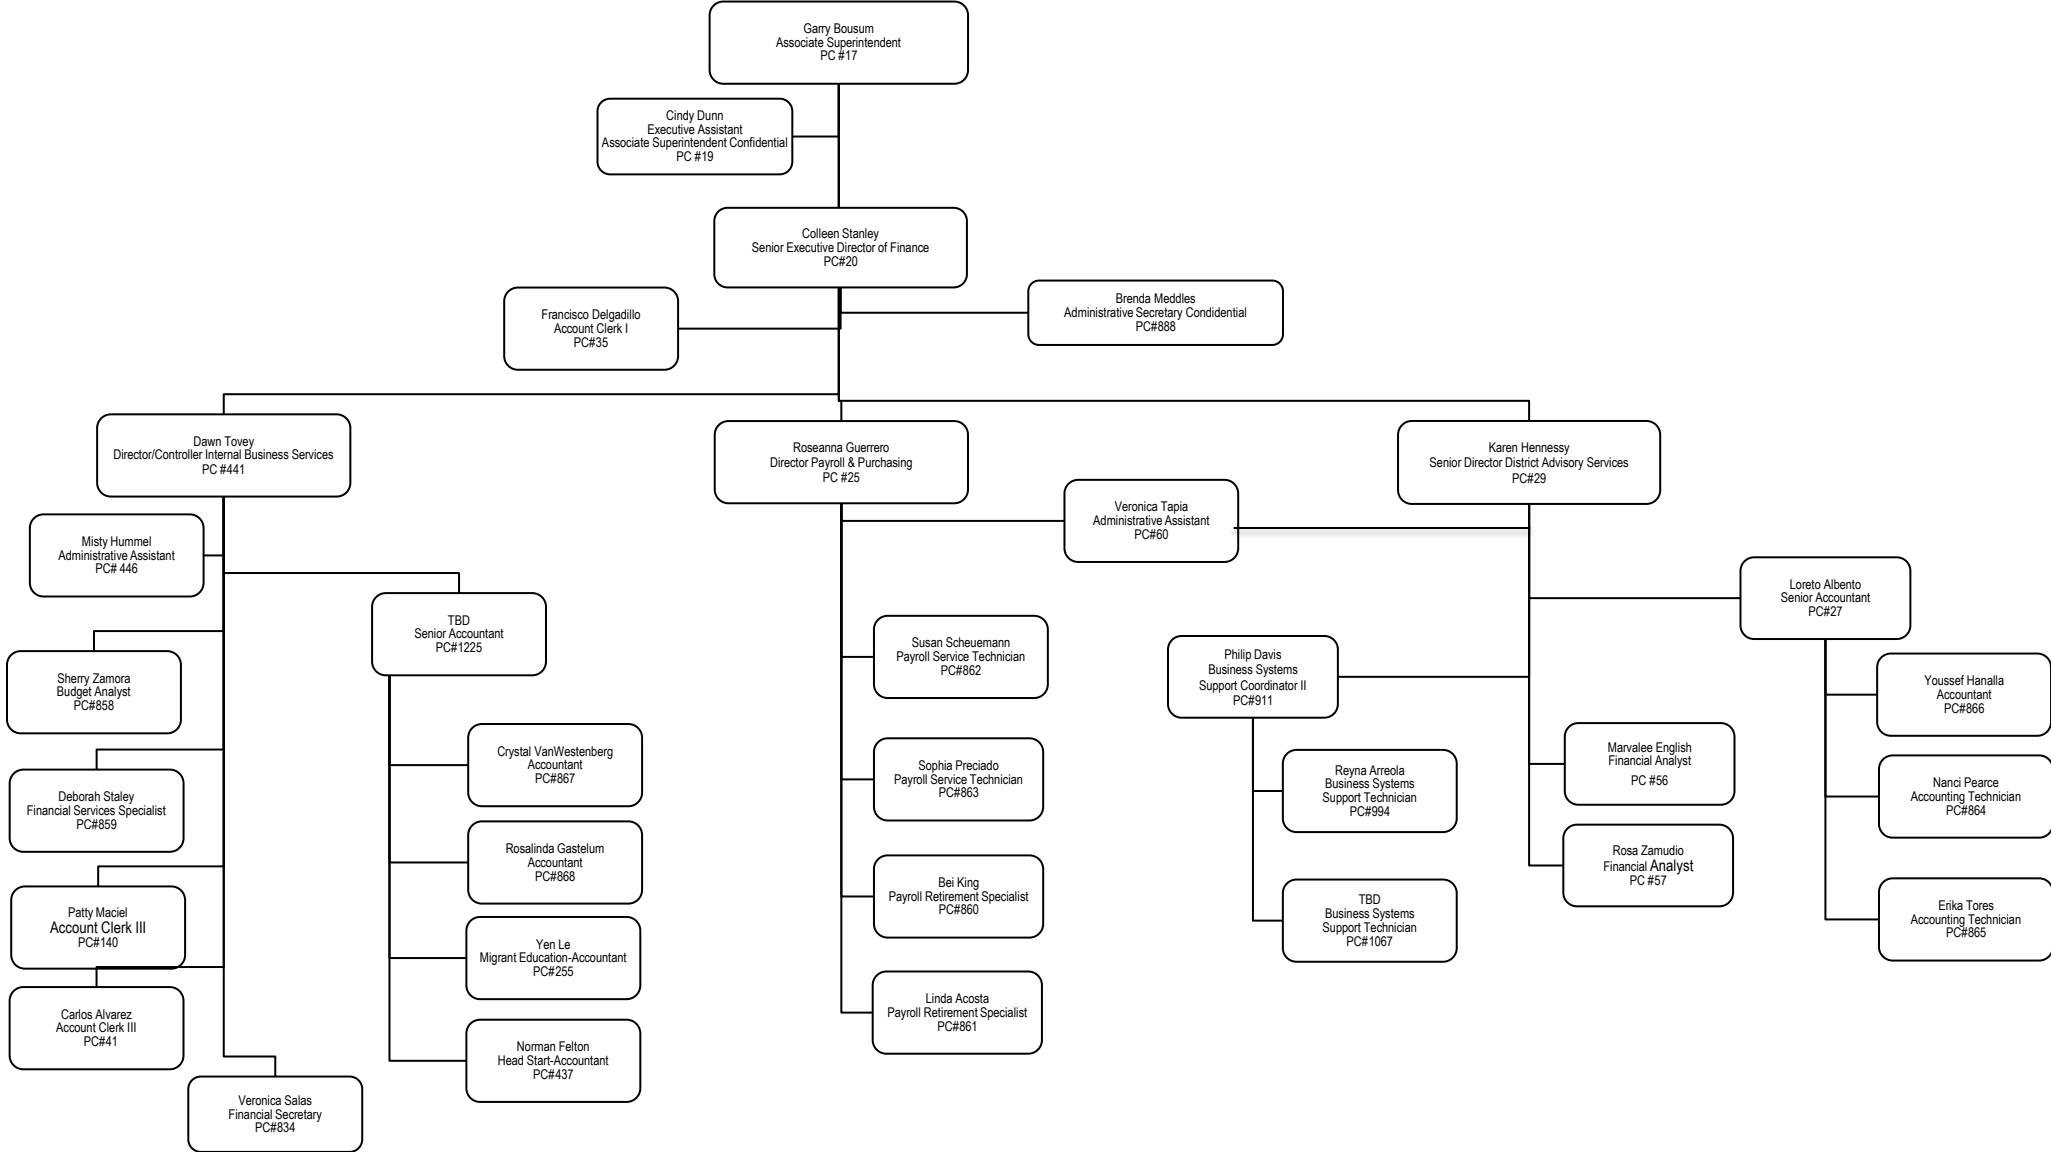 Garry Bousum
Associate Superintendent
PC #17
Cindy Dunn
Executive Assistant
Associate Superintendent Confidential
PC #19
Colleen Stanley
Senior Executive Director of Finance
PC#20
Francisco Delgadillo
Account Clerk I
PC#35
Brenda Meddles
Administrative Secretary Condidential
PC#888
Dawn Tovey
Director/Controller Internal Business Services
PC #441
Roseanna Guerrero
Director Payroll & Purchasing
PC #25
Karen Hennessy
Senior Director District Advisory Services
PC#29
Veronica Tapia
Administrative Assistant
PC#60
Misty Hummel
Administrative Assistant
PC# 446
TBD
Senior Accountant
PC#1225
Sherry Zamora
Budget Analyst
PC#858
Deborah Staley
Financial Services Specialist
PC#859
Patty Maciel
Account Clerk III
PC#140
Carlos Alvarez
Account Clerk III
PC#41
Veronica Salas
Financial Secretary
PC#834
Crystal VanWestenberg
Accountant
PC#867
Rosalinda Gastelum
Accountant
PC#868
Yen Le
Migrant Education-Accountant
PC#255
Norman Felton
Head Start-Accountant
PC#437
Susan Scheuemann
Payroll Service Technician
PC#862
Sophia Preciado
Payroll Service Technician
PC#863
Bei King
Payroll Retirement Specialist
PC#860
Linda Acosta
Payroll Retirement Specialist
PC#861
Philip Davis
Business Systems
Support Coordinator II
PC#911
Reyna Arreola
Business Systems
Support Technician
PC#994
TBD
Business Systems
Support Technician
PC#1067
Marvalee English
Financial Analyst
PC #56
Rosa Zamudio
Financial Analyst
PC #57
Loreto Albento
Senior Accountant
PC#27
Youssef Hanalla
Accountant
PC#866
Nanci Pearce
Accounting Technician
PC#864
Erika Tores
Accounting Technician
PC#865